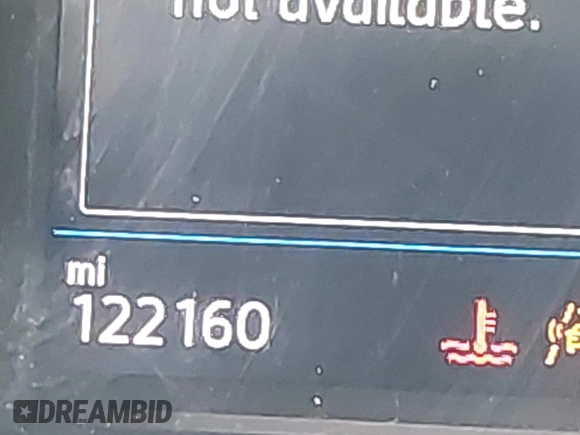 not available.
mi
122160
DREAMBID